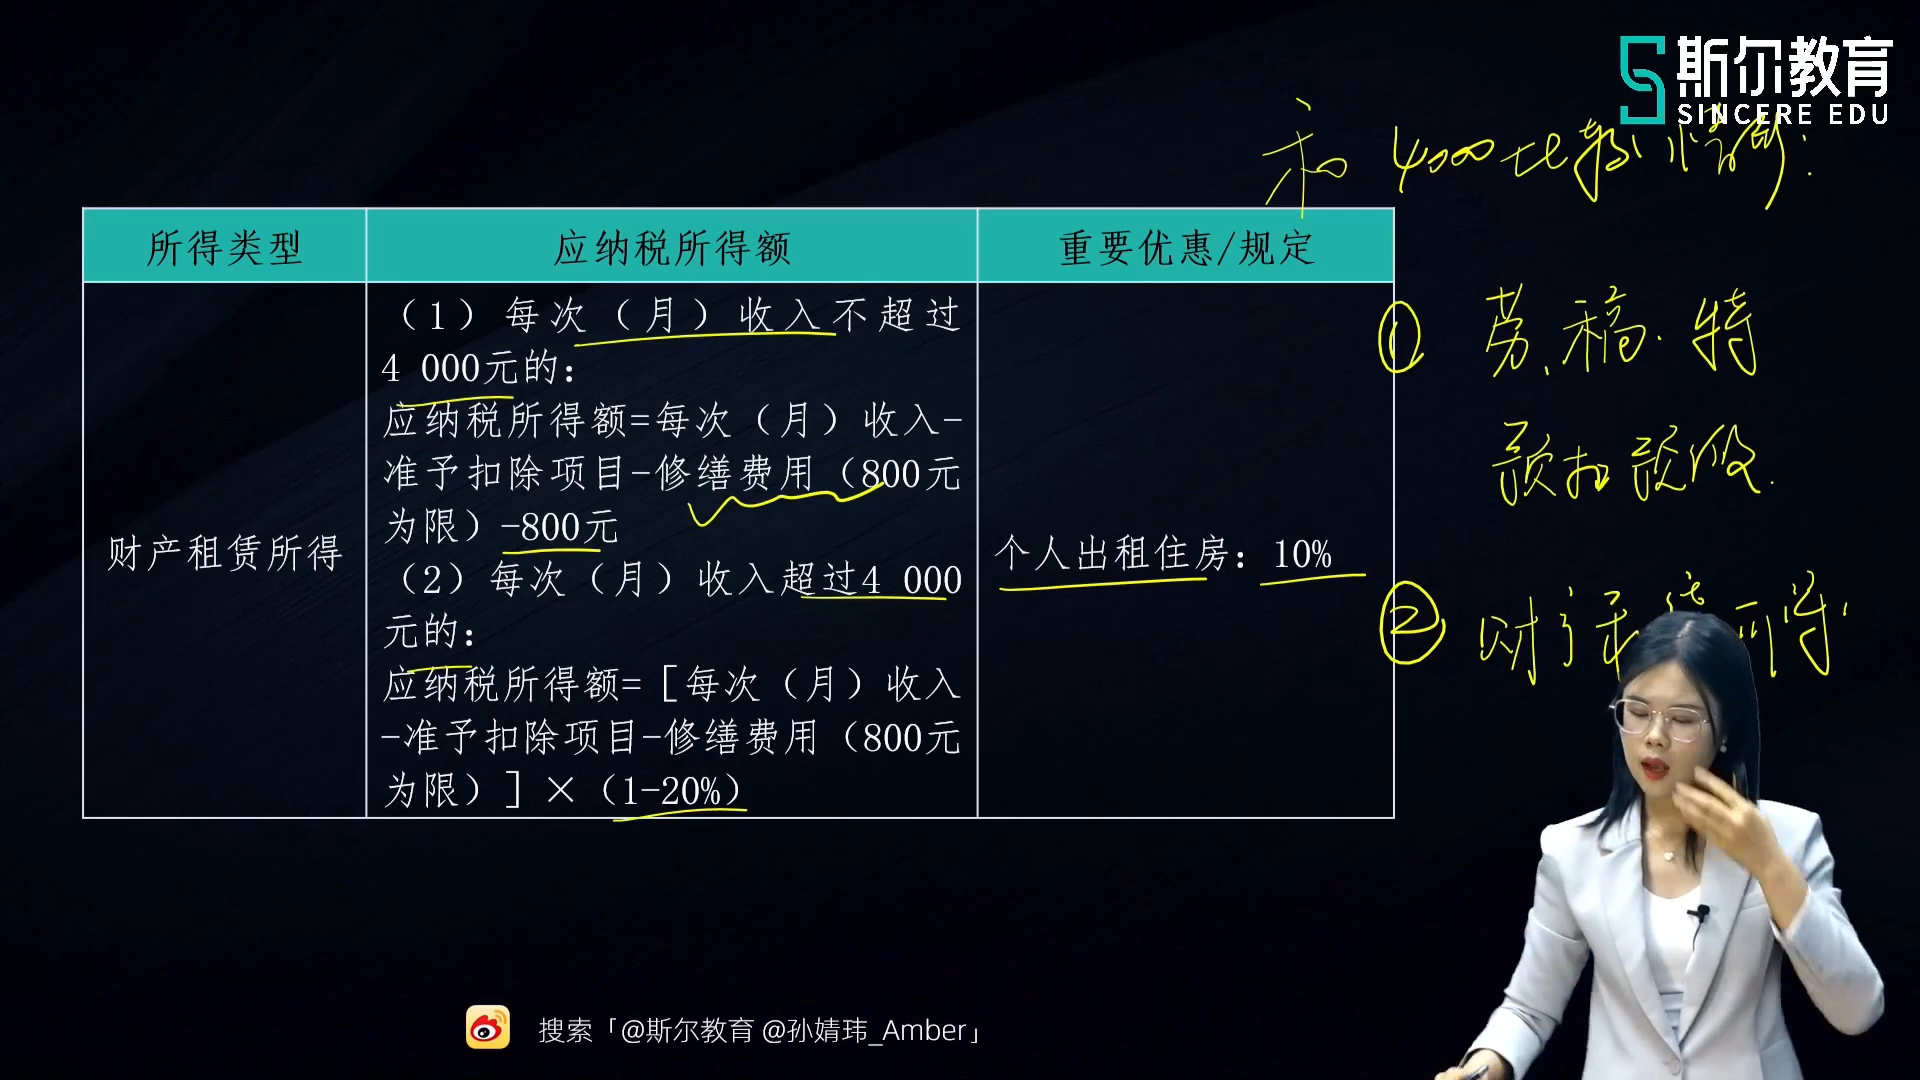 斯尔教育
SINCERE EDU
和4000比较情形:
所得类型
应纳税所得额
重要优惠/规定
财产租赁所得
（1）每次（月）收入不超过
4 000元的：
应纳税所得额=每次（月）收入-
准予扣除项目-修缮费用（800元
为限）-800元
（2）每次（月）收入超过4 000
元的：
应纳税所得额=［每次（月）收入
-准予扣除项目-修缮费用（800元
为限）］×（1-20%）
个人出租住房：10%
① 劳、稿.特
预扣预缴.
② 财产租赁所得
搜索「@斯尔教育 @孙婧玮_Amber」